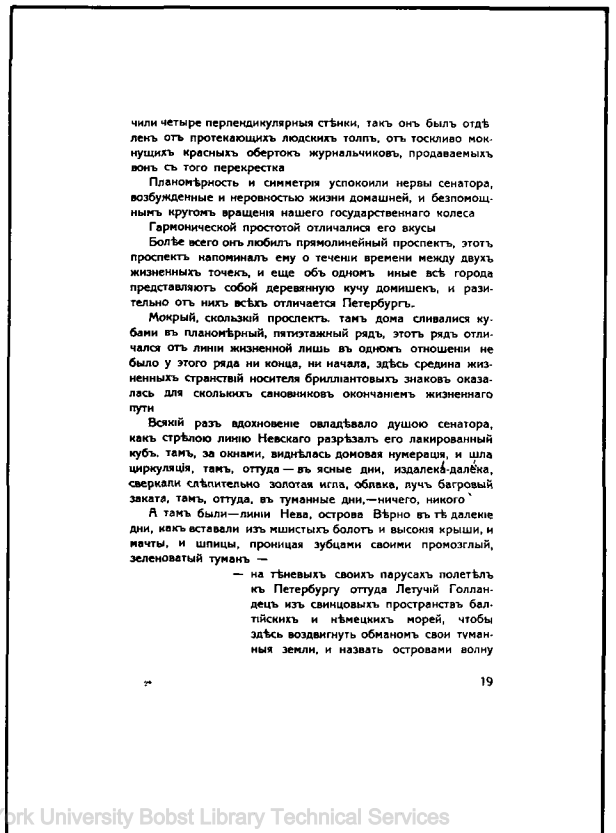 чили четыре перпендикулярныя стѣнки, такъ онъ былъ отдѣ
ленъ отъ протекающихъ людскихъ толпъ, отъ тоскливо мок-
нущихъ красныхъ обертокъ журнальчиковъ, продаваемыхъ
вонъ съ того перекрестка
Планомѣрность и симметрія успокоили нервы сенатора,
возбужденные и неровностью жизни домашней, и безпомощ-
нымъ кругомъ вращенія нашего государственнаго колеса
Гармонической простотой отличалися его вкусы
Болѣе всего онъ любилъ прямолинейный проспектъ, этотъ
проспектъ напоминалъ ему о теченіи времени между двухъ
жизненныхъ точекъ, и еще объ одномъ иные всѣ города
представляютъ собой деревянную кучу домишекъ, и рази-
тельно отъ нихъ всѣхъ отличается Петербургъ.
Мокрый, скользкій проспектъ. тамъ дома сливалися ку-
бами въ планомѣрный, пятиэтажный рядъ, этотъ рядъ отли-
чался отъ линіи жизненной лишь въ одномъ отношеніи не
было у этого ряда ни конца, ни начала, здѣсь средина жиз-
ненныхъ странствій носителя брилліантовыхъ знаковъ оказа-
лась для сколькихъ сановниковъ окончаніемъ жизненнаго
пути
Всякій разъ вдохновеніе овладѣвало душою сенатора,
какъ стрѣлою линію Невскаго разрѣзалъ его лакированный
кубъ. тамъ, за окнами, виднѣлась домовая нумерація, и шла
циркуляція, тамъ, оттуда — въ ясные дни, издалека́-дале́ка,
сверкали слѣпительно золотая игла, облака, лучъ багровый
заката, тамъ, оттуда, въ туманные дни,—ничего, никого
А тамъ были—линіи Нева, острова Вѣрно въ тѣ далекіе
дни, какъ вставали изъ мшистыхъ болотъ и высокія крыши, и
мачты, и шпицы, проницая зубцами своими промозглый,
зеленоватый туманъ —
— на тѣневыхъ своихъ парусахъ полетѣлъ
къ Петербургу оттуда Летучій Голлан-
децъ изъ свинцовыхъ пространствъ бал-
тійскихъ и нѣмецкихъ морей, чтобы
здѣсь воздвигнуть обманомъ свои туман-
ныя земли, и назвать островами волну
19
ork University Bobst Library Technical Services